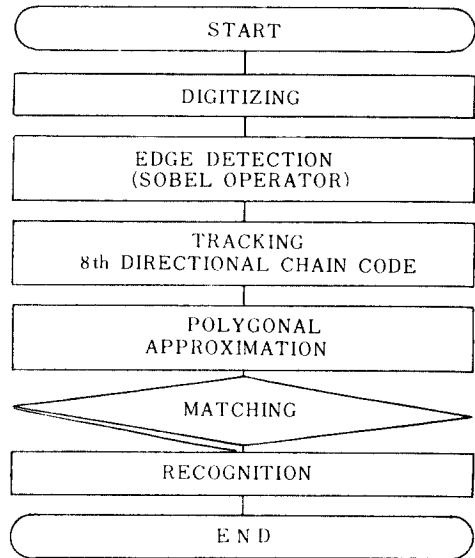 START
DIGITIZING
EDGE DETECTION
(SOBEL OPERATOR)
TRACKING
8th DIRECTIONAL CHAIN CODE
POLYGONAL
APPROXIMATION
MATCHING
RECOGNITION
END